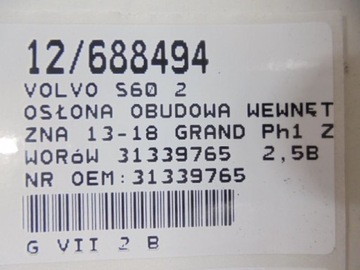 12/688494
VOLVO S60 2
OSŁONA OBUDOWA WEWNĘT
ZNA 13-18 GRAND Ph1 Z
WORÓW 31339765 2,5B
NR OEM:31339765
G VII 2 B